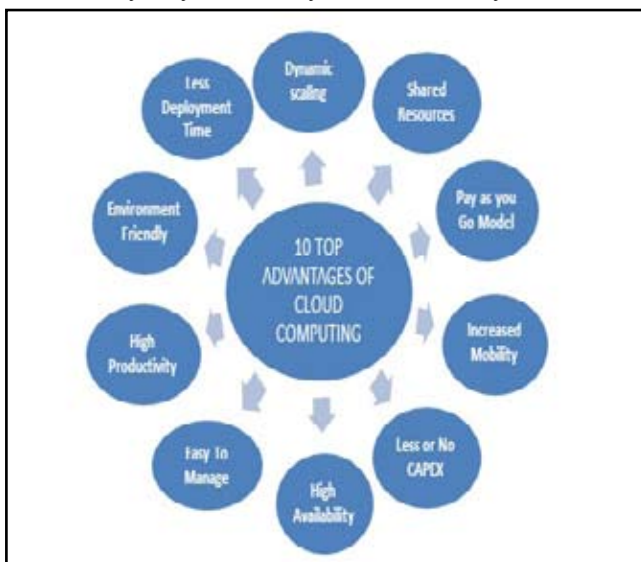 10 TOP
ADVANTAGES OF
CLOUD
COMPUTING
Dynamic
scaling
Shared
Resources
Pay as you
Go Model
Increased
Mobility
Less or No
CAPEX
High
Availability
Easy To
Manage
High
Productivity
Environment
Friendly
Less
Deployment
Time